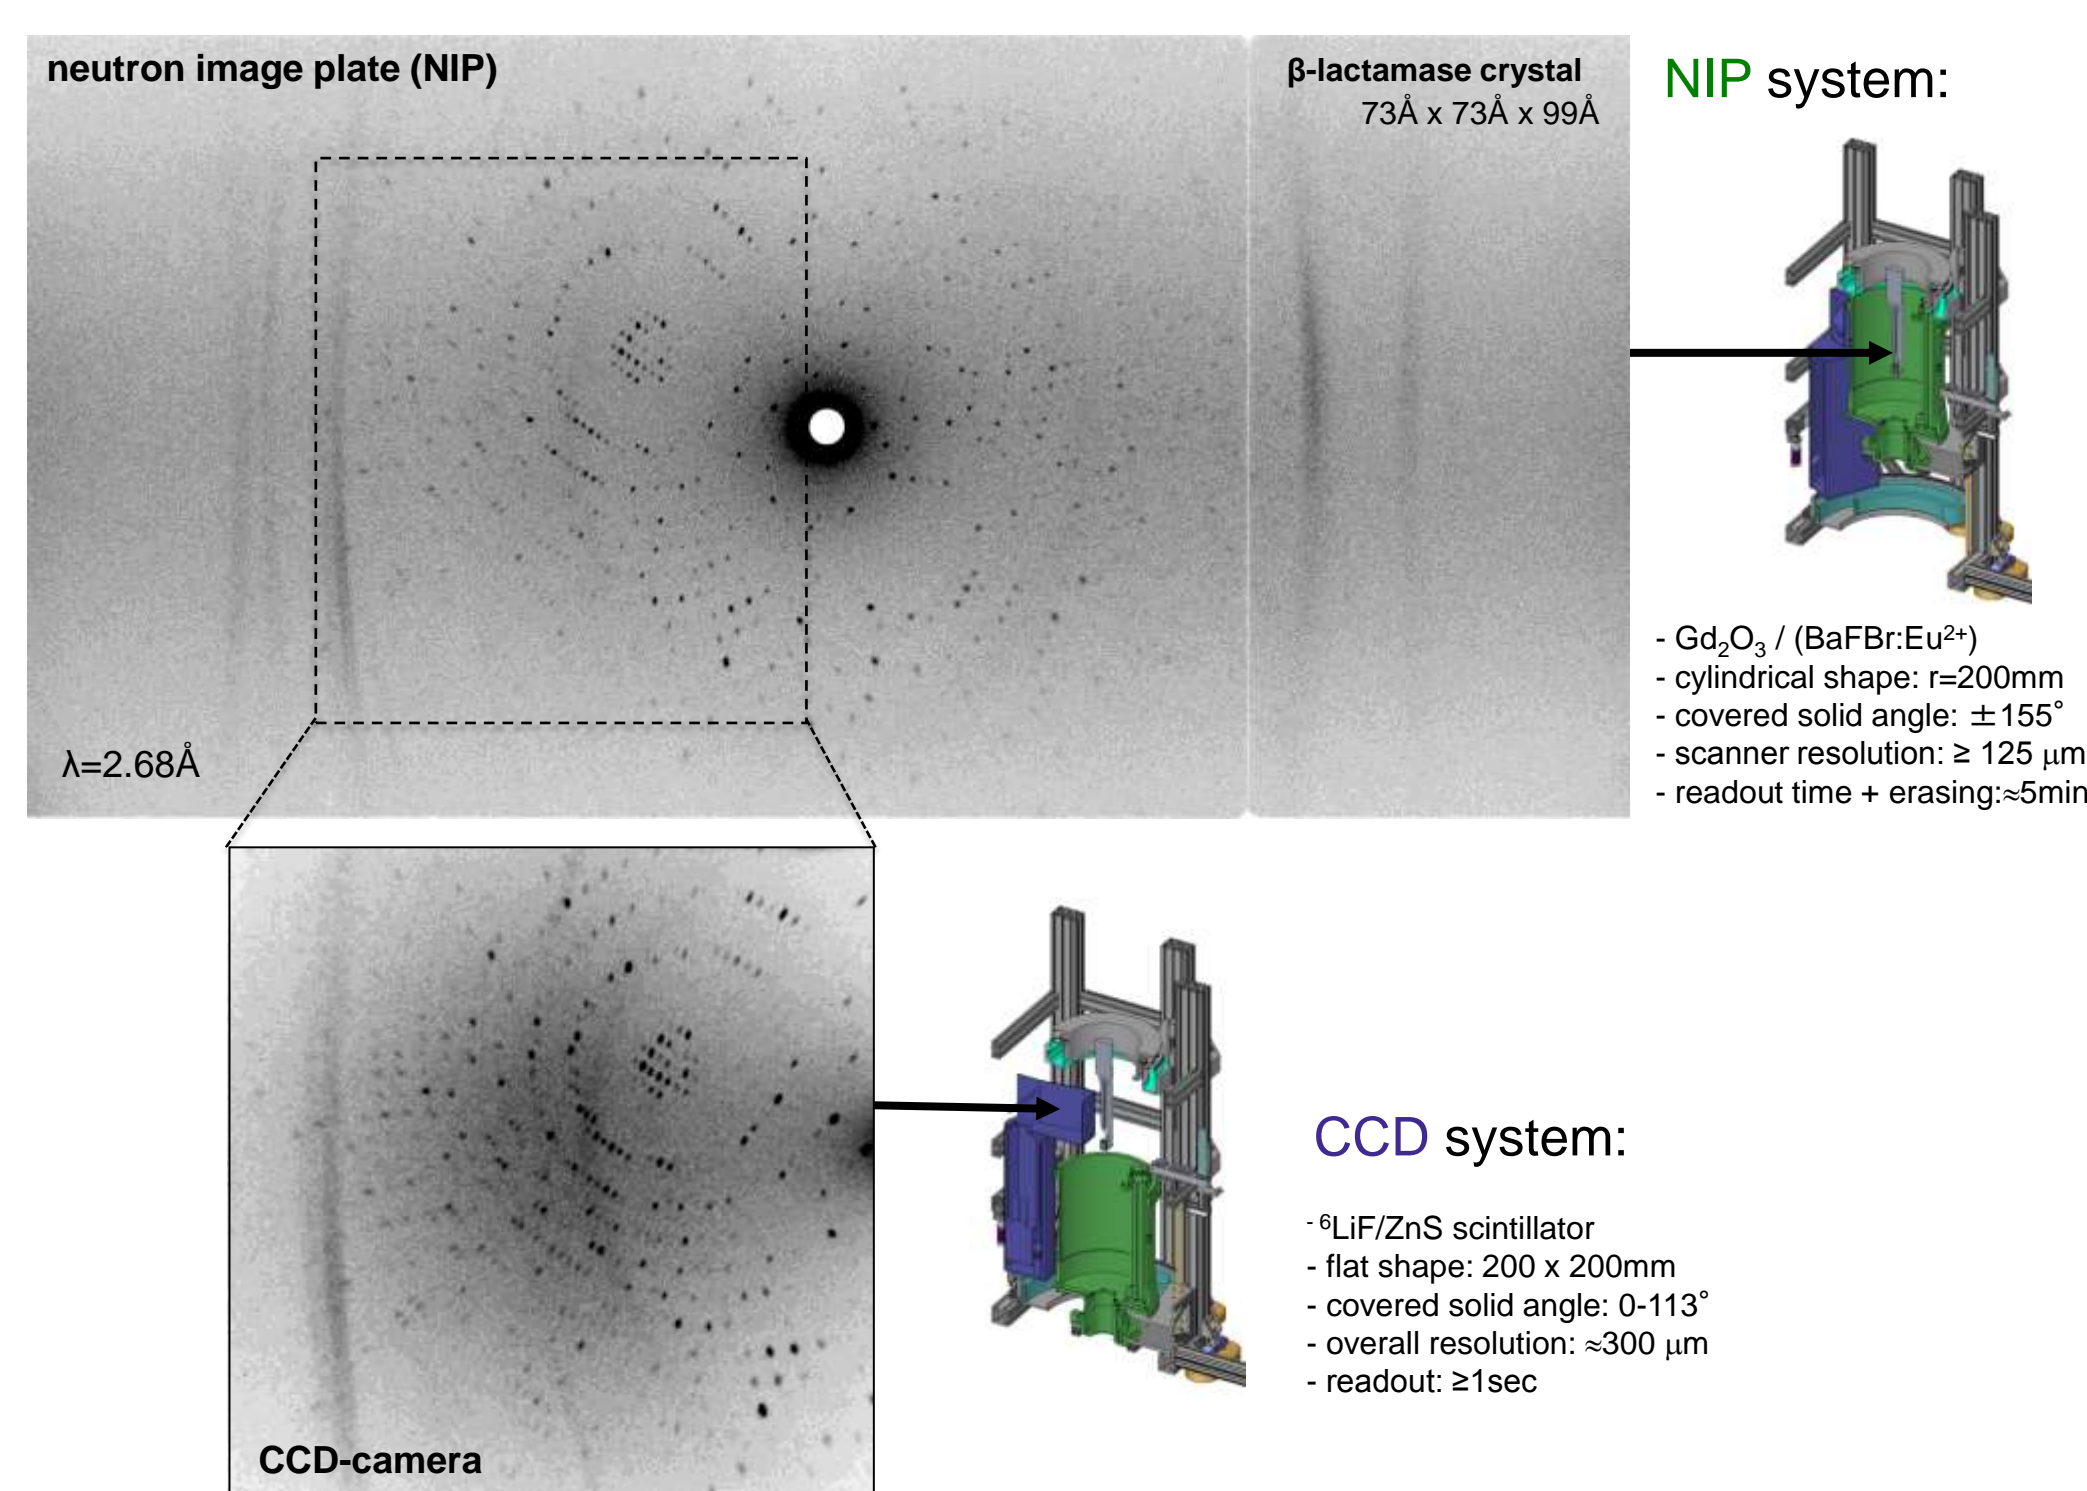 neutron image plate (NIP)
β-lactamase crystal
73Å x 73Å x 99Å
λ=2.68Å
NIP system:
- Gd₂O₃ / (BaFBr:Eu²⁺)
- cylindrical shape: r=200mm
- covered solid angle: ±155°
- scanner resolution: ≥ 125 μm
- readout time + erasing:≈5min
CCD-camera
CCD system:
- ⁶LiF/ZnS scintillator
- flat shape: 200 x 200mm
- covered solid angle: 0-113°
- overall resolution: ≈300 μm
- readout: ≥1sec